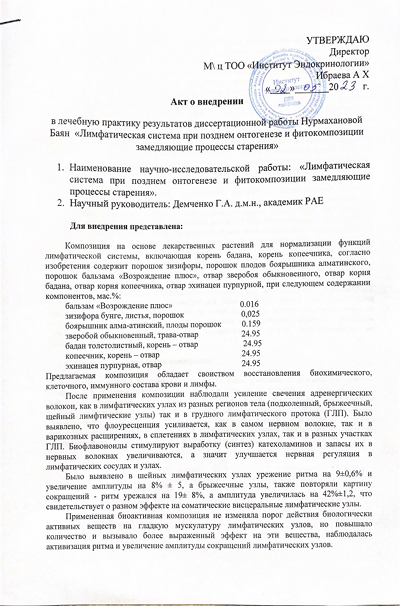 УТВЕРЖДАЮ
Директор
М\ ц ТОО «Институт Эндокринологии»
Ибраева А Х
2023 г.
Акт о внедрении
в лечебную практику результатов диссертационной работы Нурмахановой
Баян «Лимфатическая система при позднем онтогенезе и фитокомпозиции
замедляющие процессы старения»
1. Наименование научно-исследовательской работы: «Лимфатическая
система при позднем онтогенезе и фитокомпозиции замедляющие
процессы старения».
2. Научный руководитель: Демченко Г.А. д.м.н., академик РАЕ
Для внедрения представлена:
Композиция на основе лекарственных растений для нормализации функций
лимфатической системы, включающая корень бадана, корень копеечника, согласно
изобретения содержит порошок зизифоры, порошок плодов боярышника алматинского,
порошок бальзама «Возрождение плюс», отвар зверобоя обыкновенного, отвар корня
бадана, отвар корня копеечника, отвар эхинацеи пурпурной, при следующем содержании
компонентов, мас.%:
бальзам «Возрождение плюс» 0.016
зизифора бунге, листья, порошок 0,025
боярышник алма-атинский, плоды порошок 0.159
зверобой обыкновенный, трава-отвар 24.95
бадан толстолистный, корень – отвар 24.95
копеечник, корень – отвар 24.95
эхинацея пурпурная, отвар 24.95
Предлагаемая композиция обладает свойством восстановления биохимического,
клеточного, иммунного состава крови и лимфы.
После применения композиции наблюдали усиление свечения адренергических
волокон, как в лимфатических узлах из разных регионов тела (подколенный, брыжеечный,
шейный лимфтические узлы) так и в грудного лимфатического протока (ГЛП). Было
выявлено, что флоуресценция усиливается, как в самом нервном волокне, так и в
варикозных расширениях, в сплетениях в лимфатических узлах, так и в разных участках
ГЛП. Биофлавоноиды стимулируют выработку (синтез) катехоламинов и запасы их в
нервных волокнах увеличиваются, а значит улучшается нервная регуляция в
лимфатических сосудах и узлах.
Было выявлено в шейных лимфатических узлах урежение ритма на 9±0,6% и
увеличение амплитуды на 8% ± 5, а брыжеечные узлы, также повторяли картину
сокращений - ритм урежался на 19± 8%, а амплитуда увеличилась на 42%±1,2, что
свидетельствует о разном эффекте на соматические висцеральные лимфатические узлы.
Примененная биоактивная композиция не изменяла порог действия биологически
активных веществ на гладкую мускулатуру лимфатических узлов, но повышало
количество и вызывало более выраженный эффект на эти вещества, наблюдалась
активизация ритма и увеличение амплитуды сокращений лимфатических узлов.